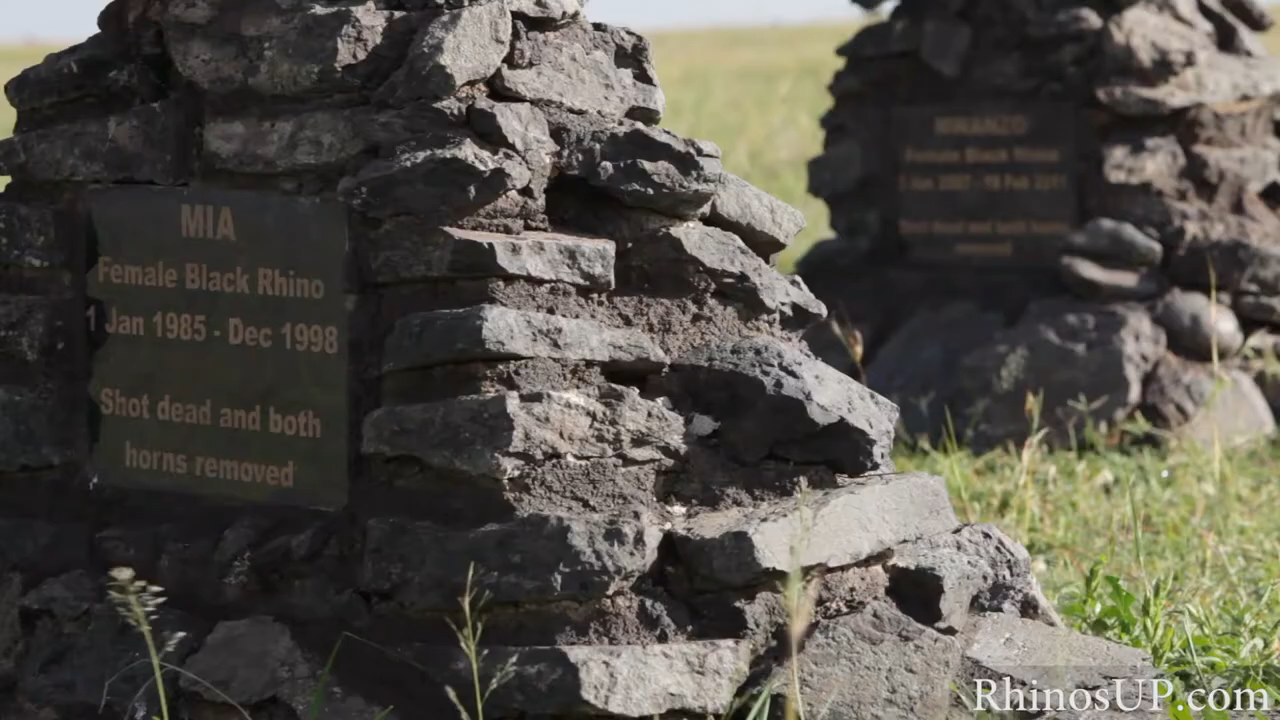 MIA
Female Black Rhino
1 Jan 1985 - Dec 1998
Shot dead and both
horns removed
Female Black Rhino
RhinosUP.com